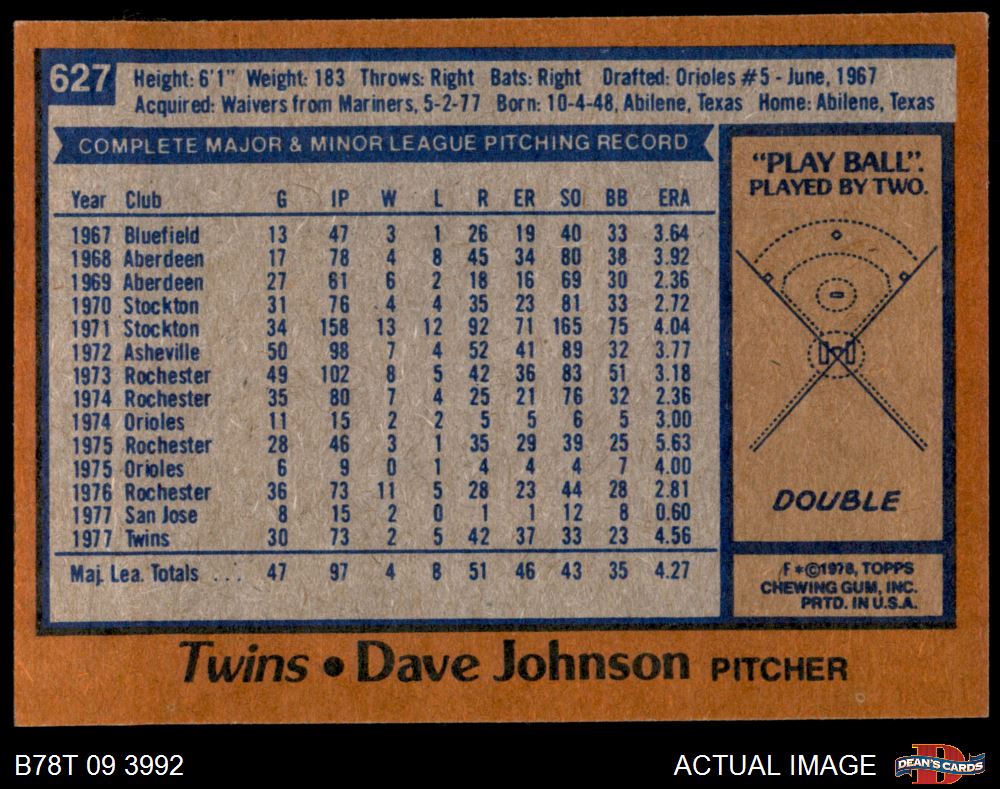 627
Height: 6'1" Weight: 183 Throws: Right Bats: Right Drafted: Orioles #5 - June, 1967
Acquired: Waivers from Mariners, 5-2-77 Born: 10-4-48, Abilene, Texas Home: Abilene, Texas
COMPLETE MAJOR & MINOR LEAGUE PITCHING RECORD
Year Club G IP W L R ER SO BB ERA
1967 Bluefield 13 47 3 1 26 19 40 33 3.64
1968 Aberdeen 17 78 4 8 45 34 80 38 3.92
1969 Aberdeen 27 61 6 2 18 16 69 30 2.36
1970 Stockton 31 76 4 4 35 23 81 33 2.72
1971 Stockton 34 158 13 12 92 71 165 75 4.04
1972 Asheville 50 98 7 4 52 41 89 32 3.77
1973 Rochester 49 102 8 5 42 36 83 51 3.18
1974 Rochester 35 80 7 4 25 21 76 32 2.36
1974 Orioles 11 15 2 2 5 5 6 5 3.00
1975 Rochester 28 46 3 1 35 29 39 25 5.63
1975 Orioles 6 9 0 1 4 4 4 7 4.00
1976 Rochester 36 73 11 5 28 23 44 28 2.81
1977 San Jose 8 15 2 0 1 1 12 8 0.60
1977 Twins 30 73 2 5 42 37 33 23 4.56
Maj. Lea. Totals ... 47 97 4 8 51 46 43 35 4.27
"PLAY BALL".
PLAYED BY TWO.
DOUBLE
F *©1978, TOPPS
CHEWING GUM, INC.
PRTD. IN U.S.A.
Twins • Dave Johnson PITCHER
B78T 09 3992
ACTUAL IMAGE
D
DEAN'S CARDS